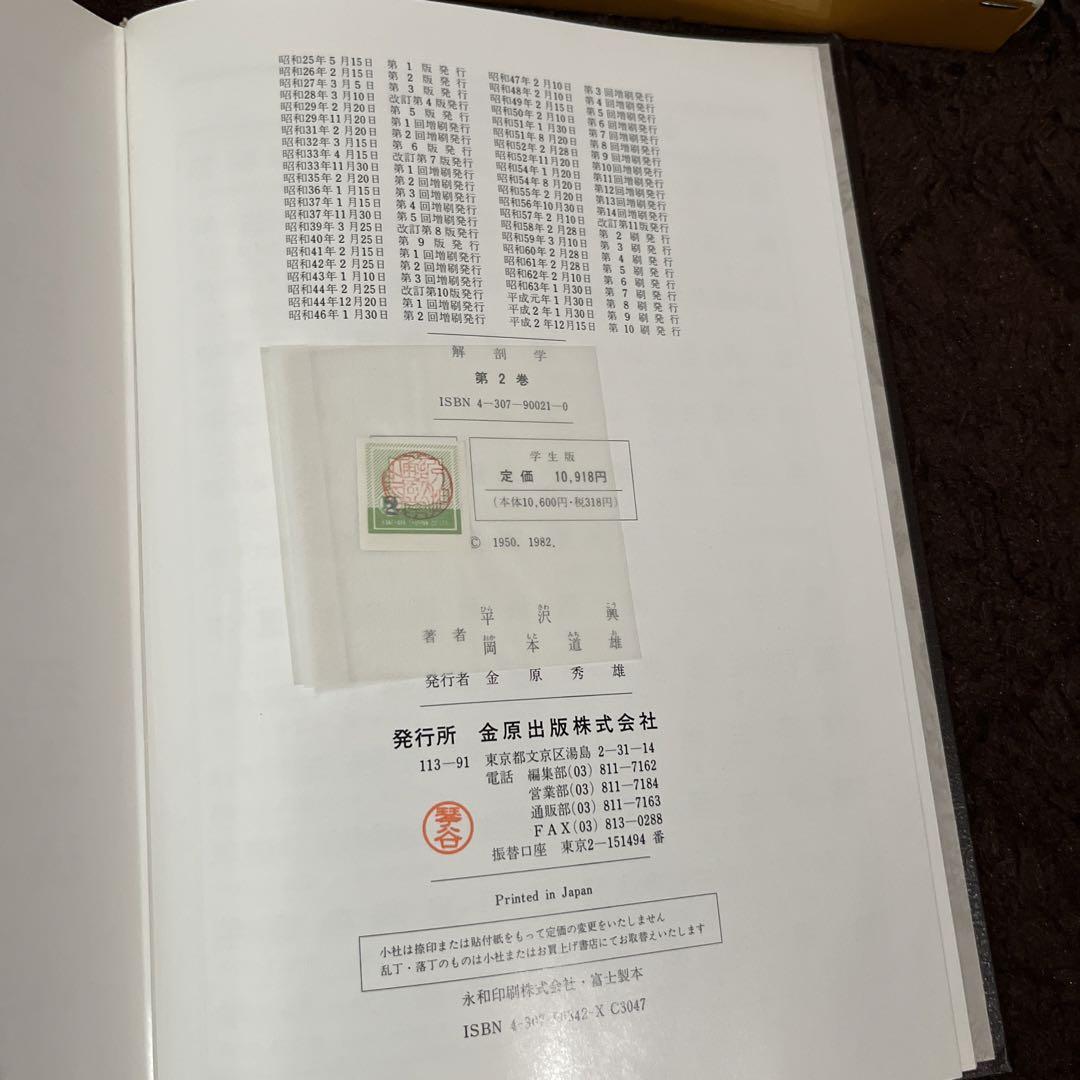 昭和25年5月15日 第1版発行
昭和26年2月15日 第2版発行
昭和27年3月5日 第3版発行
昭和28年3月10日 改訂第4版発行
昭和29年2月20日 第5版発行
昭和29年11月20日 第1回増刷発行
昭和31年2月20日 第2回増刷発行
昭和32年3月15日 第6版発行
昭和33年4月15日 改訂第7版発行
昭和33年11月30日 第1回増刷発行
昭和35年2月20日 第2回増刷発行
昭和36年1月15日 第3回増刷発行
昭和37年1月15日 第4回増刷発行
昭和37年11月30日 第5回増刷発行
昭和39年3月25日 改訂第8版発行
昭和40年2月25日 第9版発行
昭和41年2月15日 第1回増刷発行
昭和42年2月25日 第2回増刷発行
昭和43年1月10日 第3回増刷発行
昭和44年2月25日 改訂第10版発行
昭和44年12月20日 第1回増刷発行
昭和46年1月30日 第2回増刷発行
昭和47年2月10日 第3回増刷発行
昭和48年2月10日 第4回増刷発行
昭和49年2月15日 第5回増刷発行
昭和50年2月10日 第6回増刷発行
昭和51年1月30日 第7回増刷発行
昭和51年8月20日 第8回増刷発行
昭和52年2月28日 第9回増刷発行
昭和52年11月20日 第10回増刷発行
昭和54年1月20日 第11回増刷発行
昭和54年8月20日 第12回増刷発行
昭和55年2月20日 第13回増刷発行
昭和56年10月30日 第14回増刷発行
昭和57年2月10日 改訂第11版発行
昭和58年2月28日 第2刷発行
昭和59年3月10日 第3刷発行
昭和60年2月28日 第4刷発行
昭和61年2月28日 第5刷発行
昭和62年2月10日 第6刷発行
昭和63年1月30日 第7刷発行
平成元年1月30日 第8刷発行
平成2年1月30日 第9刷発行
平成2年12月15日 第10刷発行
解剖学
第2巻
ISBN 4-307-90021-0
学生版
定価 10,918円
(本体10,600円・税318円)
© 1950. 1982.
ひら さわ こう
平沢興
著者
おか もと みち お
岡本道雄
発行者 金原秀雄
発行所 金原出版株式会社
113-91 東京都文京区湯島 2-31-14
電話 編集部(03) 811-7162
営業部(03) 811-7184
通販部(03) 811-7163
FAX(03) 813-0288
振替口座 東京2-151494 番
Printed in Japan
小社は捺印または貼付紙をもって定価の変更をいたしません
乱丁・落丁のものは小社またはお買上げ書店にてお取替えいたします
永和印刷株式会社・富士製本
ISBN 4-307-342-X C3047